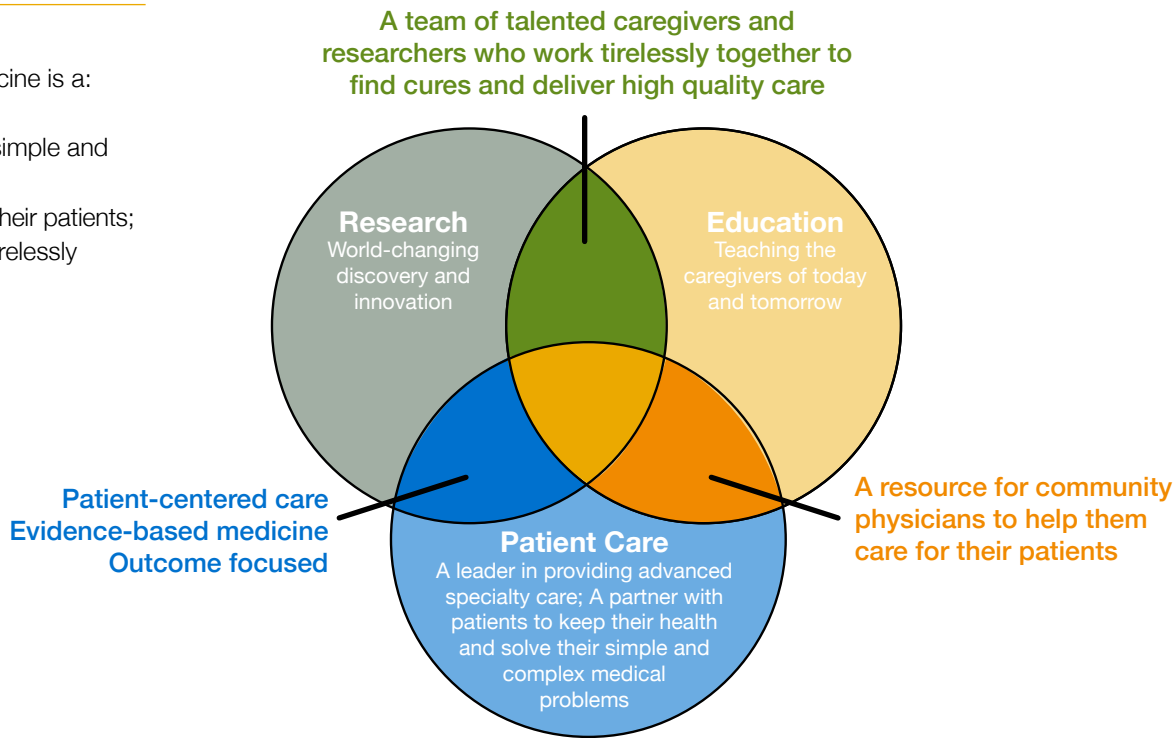 A team of talented caregivers and
researchers who work tirelessly together to
find cures and deliver high quality care
is a:
simple and
their patients;
Research
World-changing
discovery and
innovation
Education
Teaching the
caregivers of today
and tomorrow
Patient-centered care
Evidence-based medicine
Outcome focused
A resource for community
physicians to help them
care for their patients
Patient Care
A leader in providing advanced
specialty care; A partner with
patients to keep their health
and solve their simple and
complex medical
problems